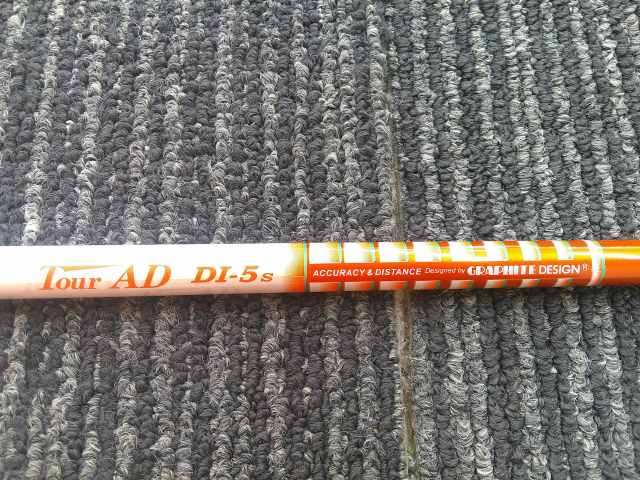 Tour AD DI-5s ACCURACY & DISTANCE Designed by GRAPHITE DESIGN®